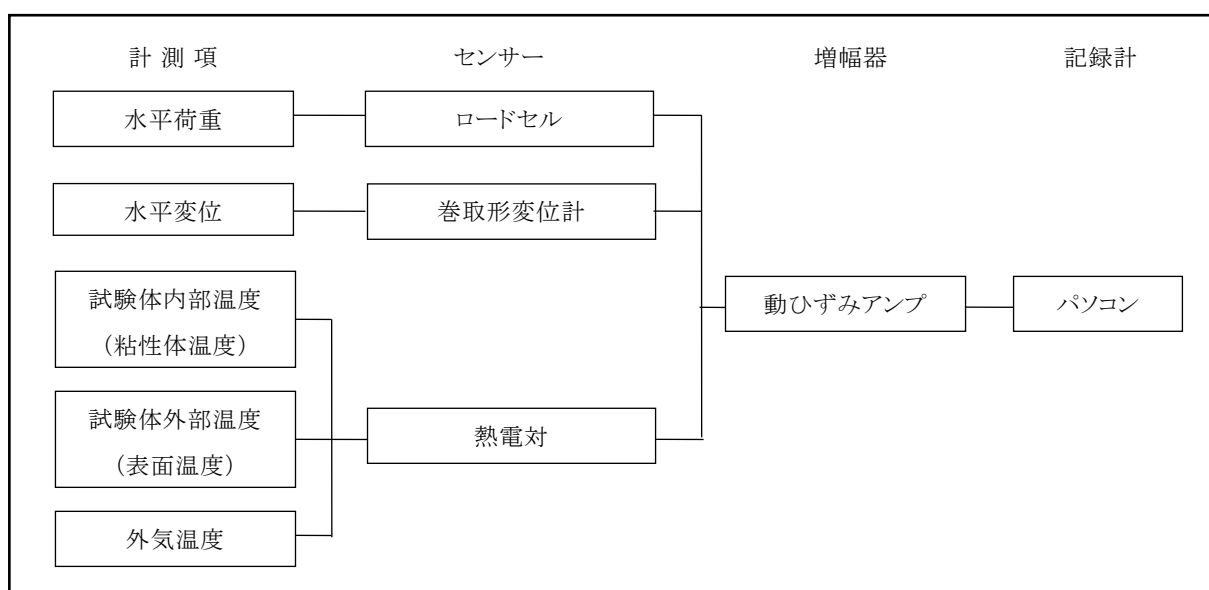 計 測 項
センサー
増幅器
記録計
水平荷重
ロードセル
水平変位
巻取形変位計
試験体内部温度
（粘性体温度）
動ひずみアンプ
パソコン
試験体外部温度
（表面温度）
熱電対
外気温度